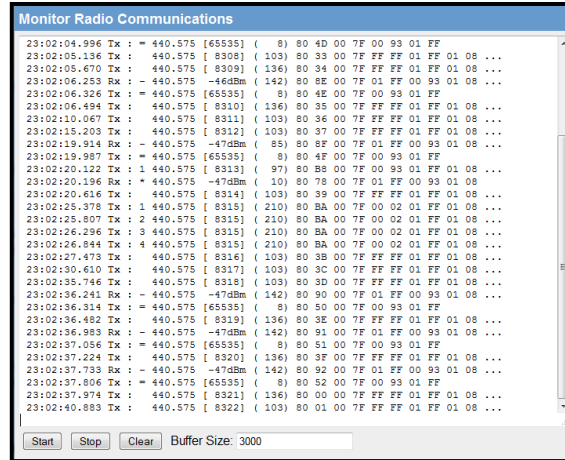 Monitor Radio Communications
23:02:04.996 Tx : = 440.575 [65535] ( 8) 80 4D 00 7F 00 93 01 FF
23:02:05.136 Tx : 440.575 [ 8308] ( 103) 80 33 00 7F FF FF 01 FF 01 08 ...
23:02:05.670 Tx : 440.575 [ 8309] ( 136) 80 34 00 7F FF FF 01 FF 01 08 ...
23:02:06.253 Rx : - 440.575 -46dBm ( 142) 80 8E 00 7F 01 FF 00 93 01 08 ...
23:02:06.326 Tx : = 440.575 [65535] ( 8) 80 4E 00 7F 00 93 01 FF
23:02:06.494 Tx : 440.575 [ 8310] ( 136) 80 35 00 7F FF FF 01 FF 01 08 ...
23:02:10.067 Tx : 440.575 [ 8311] ( 103) 80 36 00 7F FF FF 01 FF 01 08 ...
23:02:15.203 Tx : 440.575 [ 8312] ( 103) 80 37 00 7F FF FF 01 FF 01 08 ...
23:02:19.914 Rx : - 440.575 -47dBm ( 85) 80 8F 00 7F 01 FF 00 93 01 08 ...
23:02:19.987 Tx : = 440.575 [65535] ( 8) 80 4F 00 7F 00 93 01 FF
23:02:20.122 Tx : 1 440.575 [ 8313] ( 97) 80 B8 00 7F 00 93 01 FF 01 08 ...
23:02:20.196 Rx : * 440.575 -47dBm ( 10) 80 78 00 7F 01 FF 00 93 01 08
23:02:20.616 Tx : 440.575 [ 8314] ( 103) 80 39 00 7F FF FF 01 FF 01 08 ...
23:02:25.378 Tx : 1 440.575 [ 8315] ( 210) 80 BA 00 7F 00 02 01 FF 01 08 ...
23:02:25.807 Tx : 2 440.575 [ 8315] ( 210) 80 BA 00 7F 00 02 01 FF 01 08 ...
23:02:26.296 Tx : 3 440.575 [ 8315] ( 210) 80 BA 00 7F 00 02 01 FF 01 08 ...
23:02:26.844 Tx : 4 440.575 [ 8315] ( 210) 80 BA 00 7F 00 02 01 FF 01 08 ...
23:02:27.473 Tx : 440.575 [ 8316] ( 103) 80 3B 00 7F FF FF 01 FF 01 08 ...
23:02:30.610 Tx : 440.575 [ 8317] ( 103) 80 3C 00 7F FF FF 01 FF 01 08 ...
23:02:35.746 Tx : 440.575 [ 8318] ( 103) 80 3D 00 7F FF FF 01 FF 01 08 ...
23:02:36.241 Rx : - 440.575 -47dBm ( 142) 80 90 00 7F 01 FF 00 93 01 08 ...
23:02:36.314 Tx : = 440.575 [65535] ( 8) 80 50 00 7F 00 93 01 FF
23:02:36.482 Tx : 440.575 [ 8319] ( 136) 80 3E 00 7F FF FF 01 FF 01 08 ...
23:02:36.983 Rx : - 440.575 -47dBm ( 142) 80 91 00 7F 01 FF 00 93 01 08 ...
23:02:37.056 Tx : = 440.575 [65535] ( 8) 80 51 00 7F 00 93 01 FF
23:02:37.224 Tx : 440.575 [ 8320] ( 136) 80 3F 00 7F FF FF 01 FF 01 08 ...
23:02:37.733 Rx : - 440.575 -47dBm ( 142) 80 92 00 7F 01 FF 00 93 01 08 ...
23:02:37.806 Tx : = 440.575 [65535] ( 8) 80 52 00 7F 00 93 01 FF
23:02:37.974 Tx : 440.575 [ 8321] ( 136) 80 00 00 7F FF FF 01 FF 01 08 ...
23:02:40.883 Tx : 440.575 [ 8322] ( 103) 80 01 00 7F FF FF 01 FF 01 08 ...
Start Stop Clear Buffer Size: 3000